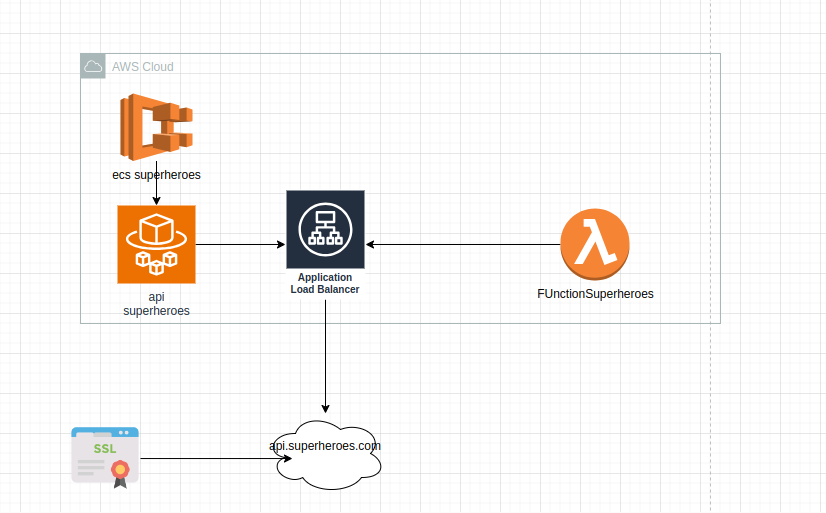 AWS Cloud
ecs superheroes
api
superheroes
Application
Load Balancer
FUnctionSuperheroes
SSL
api.superheroes.com